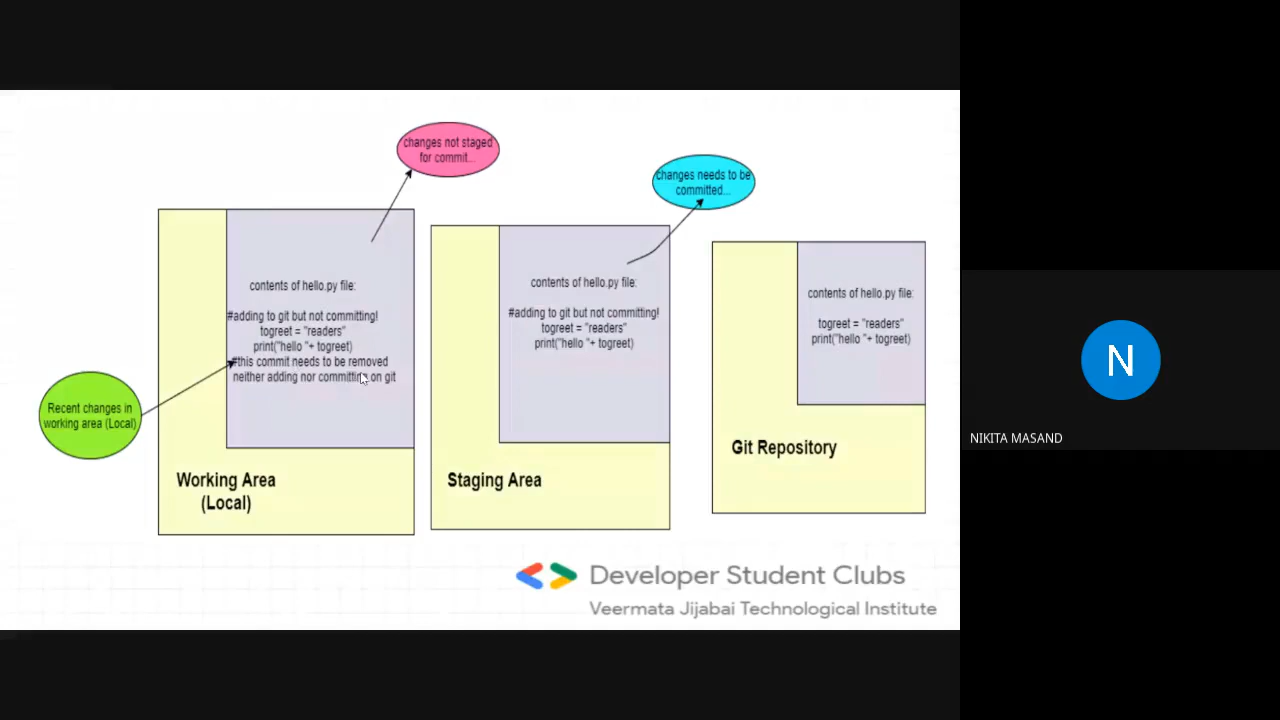 changes not staged
for commit...
changes needs to be
committed...
contents of hello.py file:
#adding to git but not committing!
togreet = "readers"
print("hello "+ togreet)
#this commit needs to be removed
neither adding nor committing on git
Recent changes in
working area (Local)
Working Area
(Local)
contents of hello.py file:
#adding to git but not committing!
togreet = "readers"
print("hello "+ togreet)
Staging Area
contents of hello.py file:
togreet = "readers"
print("hello "+ togreet)
Git Repository
Developer Student Clubs
Veermata Jijabai Technological Institute
N
NIKITA MASAND